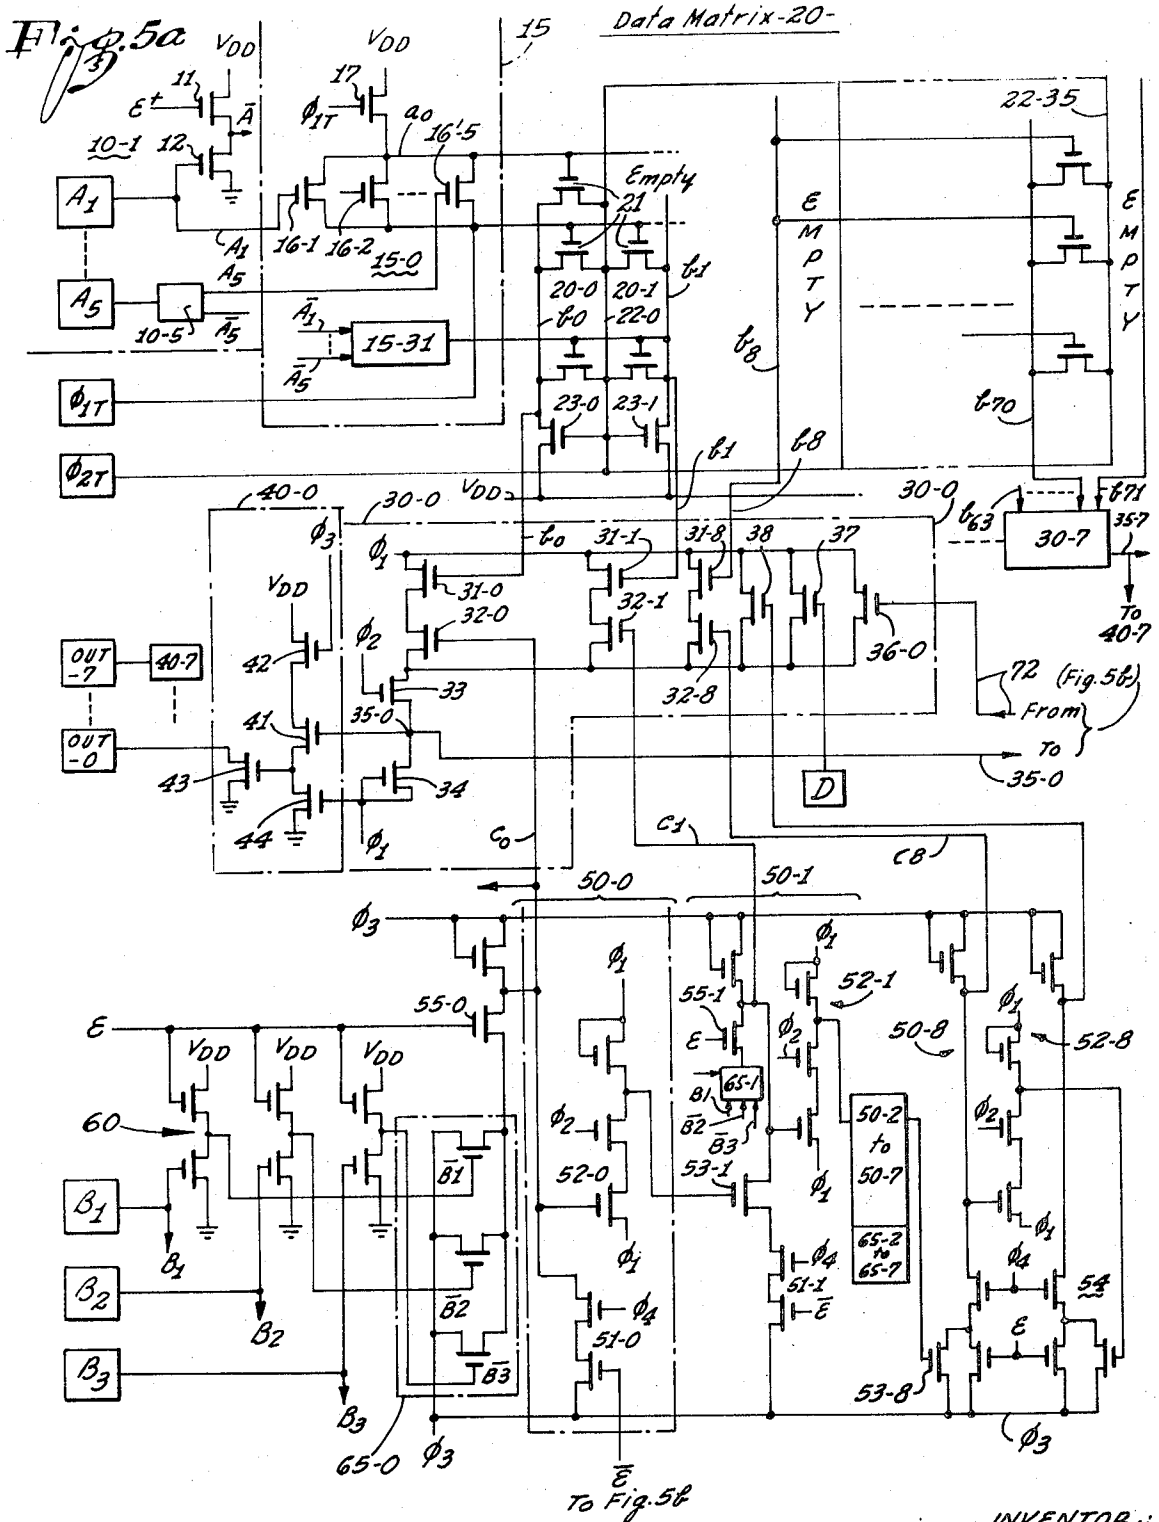 Fig. 5a
Data Matrix-20-
15
VDD
VDD
11
17
ε+
Ā
ϕ1T
a0
16-5
22-35
12
10-1
Empty
A1
21
16-1
16-2
15-0
A1
A5
20-0
20-1
b1
E
M
P
T
Y
E
M
P
T
Y
A5
10-5
Ā5
Ā1
Ā5
15-31
b0
22-0
b8
b70
ϕ1T
23-0
23-1
ϕ2T
b1
b8
VDD
40-0
30-0
30-0
b63
b71
35-7
30-7
ϕ3
ϕ1
b0
31-1
31-8
38
37
31-0
VDD
32-0
32-1
To
40-7
OUT
-7
40-7
42
ϕ2
36-0
33
32-8
72
(Fig. 5b)
From
41
35-0
OUT
-0
To
43
34
D
35-0
44
ϕ1
C0
C1
C8
50-0
50-1
ϕ3
ϕ1
ϕ1
52-1
55-0
55-1
ϕ1
ε
ε
ϕ2
50-8
52-8
VDD
VDD
VDD
65-1
B1
B̄2
B̄3
50-2
to
50-7
60
ϕ2
ϕ2
B̄1
52-0
53-1
ϕ1
B1
ϕ1
ϕ4
65-2
to
65-7
ϕ1
B1
51-1
ϕ4
54
B2
B̄2
ϕ4
ε̄
B2
51-0
ε
B3
B̄3
53-8
B3
65-0
ϕ3
ϕ3
ε̄
To Fig. 5b